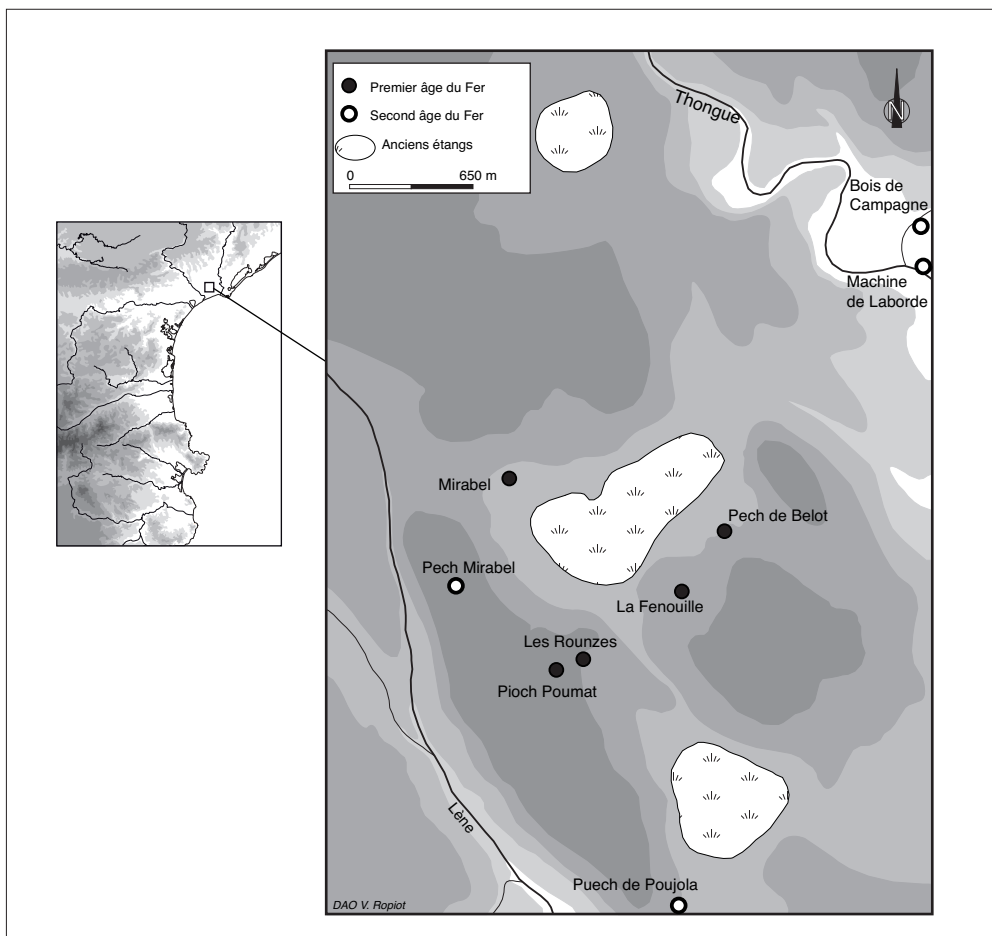 Premier âge du Fer
Second âge du Fer
Anciens étangs
0 650 m
Thongue
N
Bois de
Campagne
Machine
de Laborde
Mirabel
Pech de Belot
Pech Mirabel
La Fenouille
Les Rounzes
Pioch Poumat
Lène
Puech de Poujola
DAO V. Ropiot